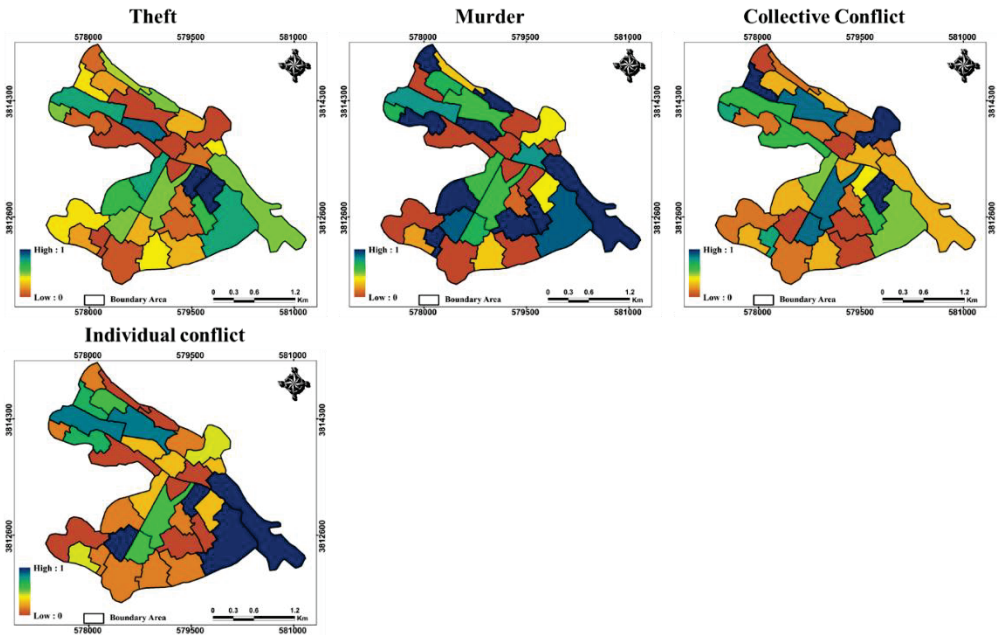 Theft
578000 579500 581000
3814300
3812600
High : 1
Low : 0
Boundary Area
0 0.3 0.6 1.2
Km
578000 579500 581000
Murder
578000 579500 581000
3814300
3812600
High : 1
Low : 0
Boundary Area
0 0.3 0.6 1.2
Km
578000 579500 581000
Collective Conflict
578000 579500 581000
3814300
3812600
High : 1
Low : 0
Boundary Area
0 0.3 0.6 1.2
Km
578000 579500 581000
Individual conflict
578000 579500 581000
3814300
3812600
High : 1
Low : 0
Boundary Area
0 0.3 0.6 1.2
Km
578000 579500 581000